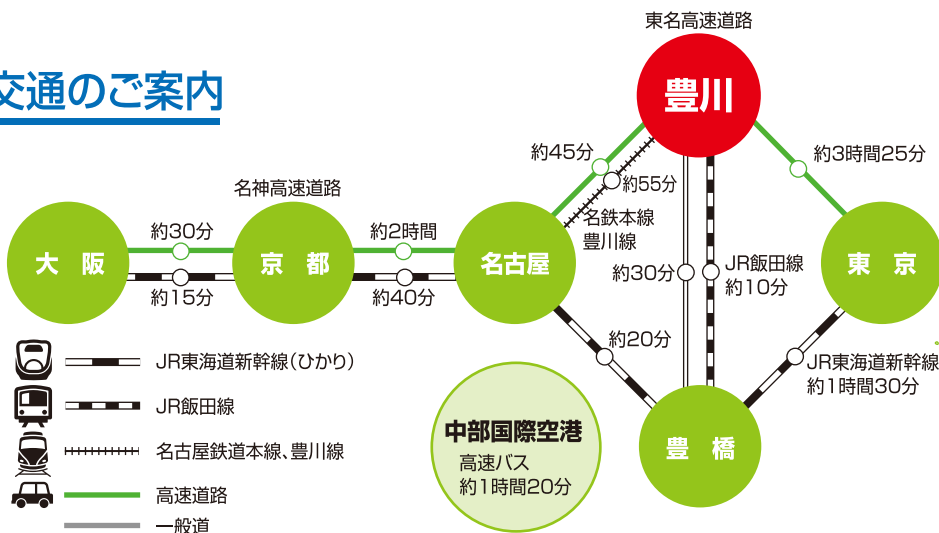 交通のご案内
東名高速道路
豊川
約45分
約55分
名鉄本線
豊川線
約3時間25分
名神高速道路
大阪
約30分
約15分
京都
約2時間
約40分
名古屋
約30分
JR飯田線
約10分
東京
約20分
JR東海道新幹線
約1時間30分
豊橋
中部国際空港
高速バス
約1時間20分
JR東海道新幹線(ひかり)
JR飯田線
名古屋鉄道本線、豊川線
高速道路
一般道